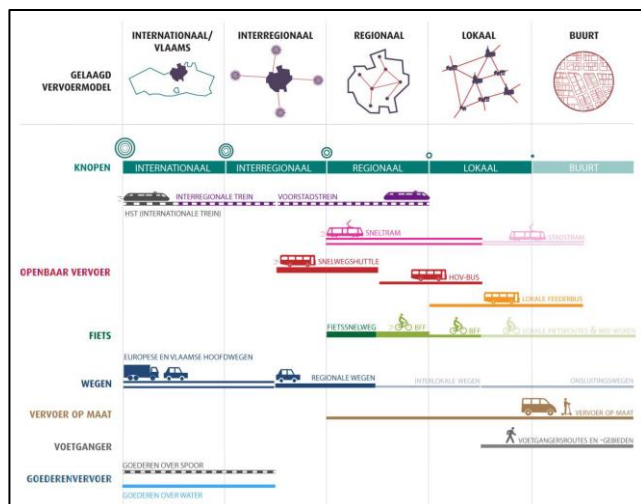 INTERNATIONAAL/
VLAAMS
INTERREGIONAAL
REGIONAAL
LOKAAL
BUURT
GELAAGD
VERVOERMODEL
KNOPEN
INTERNATIONAAL
INTERREGIONAAL
REGIONAAL
LOKAAL
BUURT
INTERREGIONALE TREIN
VOORSTADSTREIN
HST (INTERNATIONALE TREIN)
SNELTRAM
STADSTRAM
OPENBAAR VERVOER
SNELWEGSHUTTLE
HOV-BUS
LOKALE FEEDERBUS
FIETS
FIETSSNELWEG
BFF
BFF
LOKALE FIETSROUTES &
EUROPESE EN VLAAMSE HOOFDWEGEN
WEGEN
REGIONALE WEGEN
INTERLOKALE WEGEN
ONSLUITINGSWEGEN
VERVOER OP MAAT
VERVOER OP MAAT
VOETGANGER
VOETGANGERSROUTES EN -GEBIEDEN
GOEDEREN OVER SPOOR
GOEDERENVERVOER
GOEDEREN OVER WATER